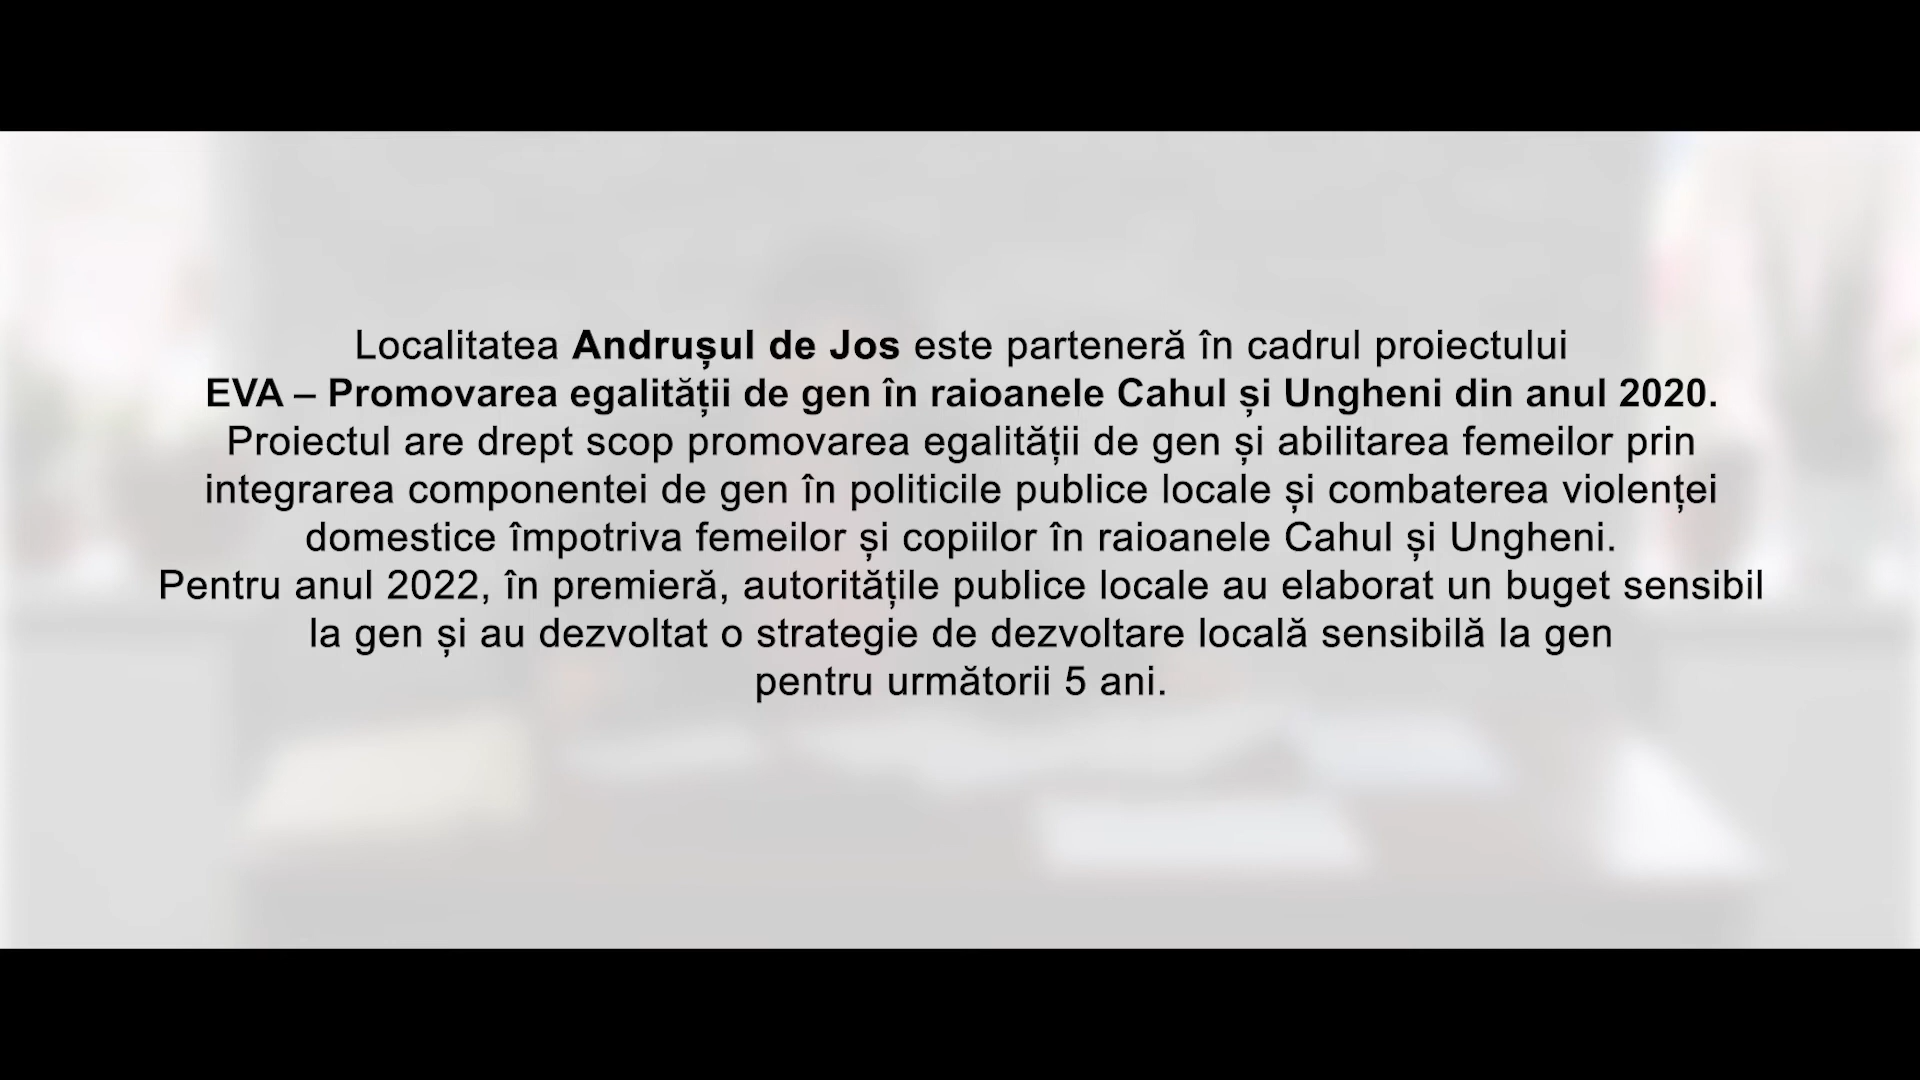 Localitatea Andrușul de Jos este parteneră în cadrul proiectului
EVA – Promovarea egalității de gen în raioanele Cahul și Ungheni din anul 2020.
Proiectul are drept scop promovarea egalității de gen și abilitarea femeilor prin
integrarea componentei de gen în politicile publice locale și combaterea violenței
domestice împotriva femeilor și copiilor în raioanele Cahul și Ungheni.
Pentru anul 2022, în premieră, autoritățile publice locale au elaborat un buget sensibil
la gen și au dezvoltat o strategie de dezvoltare locală sensibilă la gen
pentru următorii 5 ani.